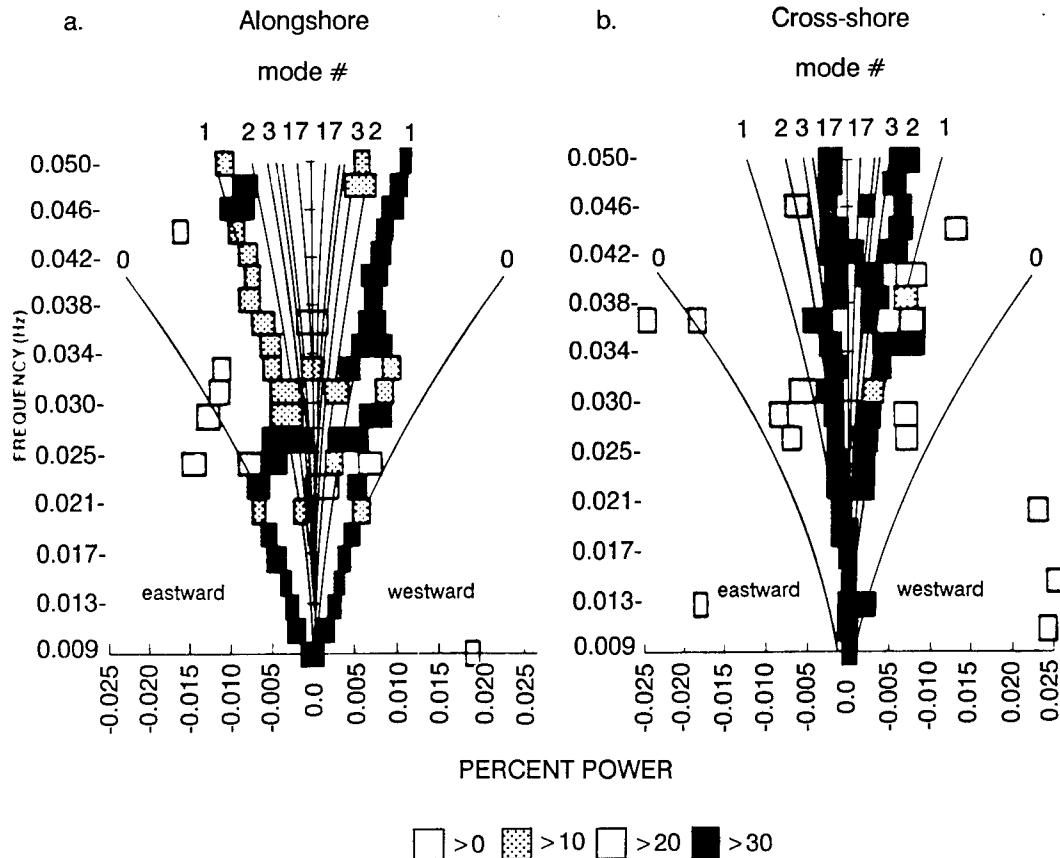 a. Alongshore
mode #
1 2 3 17 17 3 2 1
0.050-
0.046-
0.042-
0.038-
0.034-
0.030-
0.025-
0.021-
0.017-
0.013-
0.009
FREQUENCY (Hz)
0 0
eastward westward
-0.025 -0.020 -0.015 -0.010 -0.005 0.0 0.005 0.010 0.015 0.020 0.025
b. Cross-shore
mode #
1 2 3 17 17 3 2 1
0.050-
0.046-
0.042-
0.038-
0.034-
0.030-
0.025-
0.021-
0.017-
0.013-
0.009
0 0
eastward westward
-0.025 -0.020 -0.015 -0.010 -0.005 0.0 0.005 0.010 0.015 0.020 0.025
PERCENT POWER
>0 >10 >20 >30